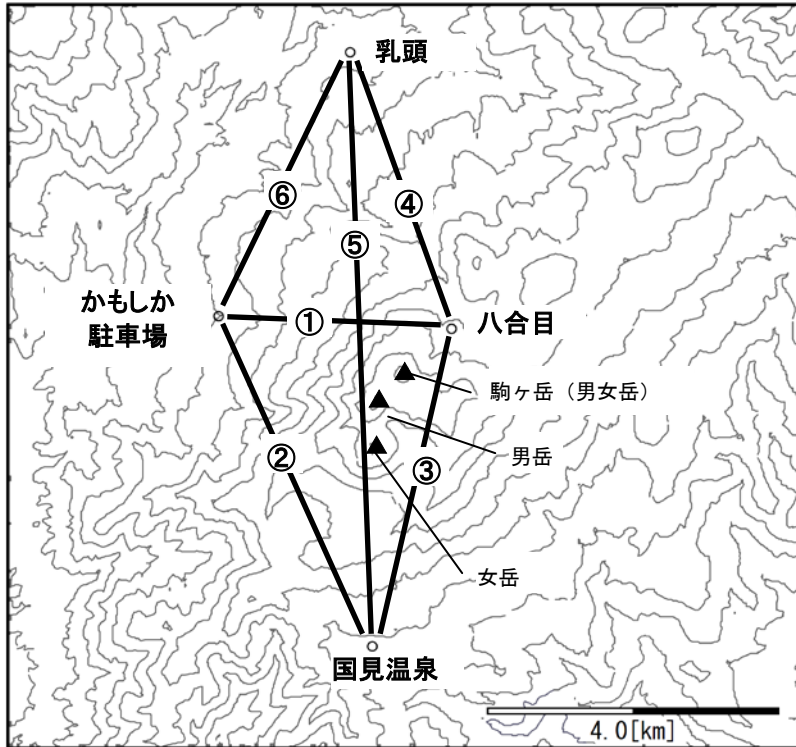 乳頭
⑥
④
⑤
かもしか
駐車場
①
八合目
駒ヶ岳（男女岳）
男岳
②
③
女岳
国見温泉
4.0[km]